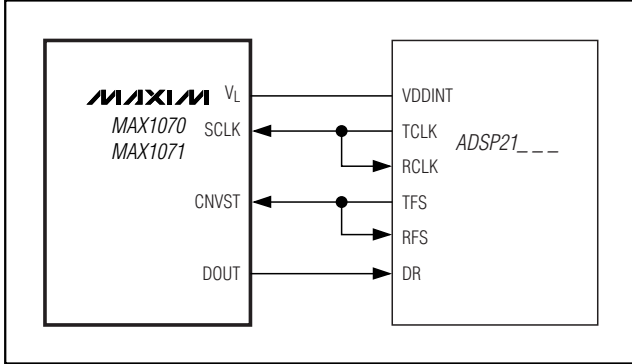 MAXIM
MAX1070
MAX1071
VL
SCLK
CNVST
DOUT
VDDINT
TCLK
RCLK
TFS
RFS
DR
ADSP21_ _ _